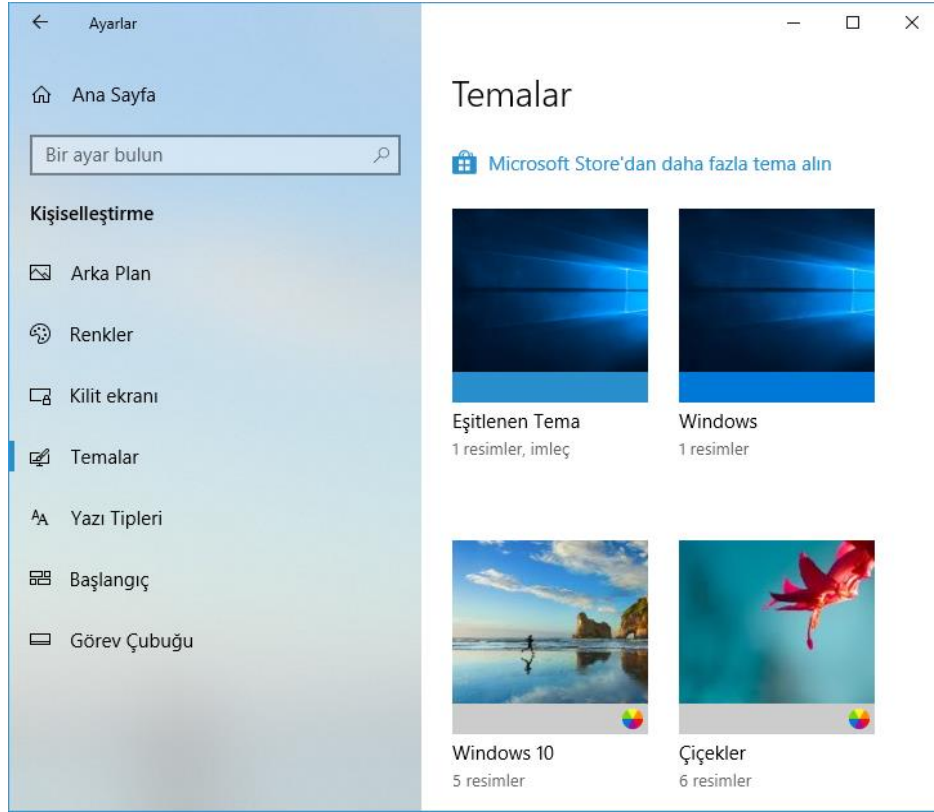 Ayarlar
Ana Sayfa
Bir ayar bulun
Kişiselleştirme
Arka Plan
Renkler
Kilit ekranı
Temalar
Yazı Tipleri
Başlangıç
Görev Çubuğu
Temalar
Microsoft Store'dan daha fazla tema alın
Eşitlenen Tema
1 resimler, imleç
Windows
1 resimler
Windows 10
5 resimler
Çiçekler
6 resimler